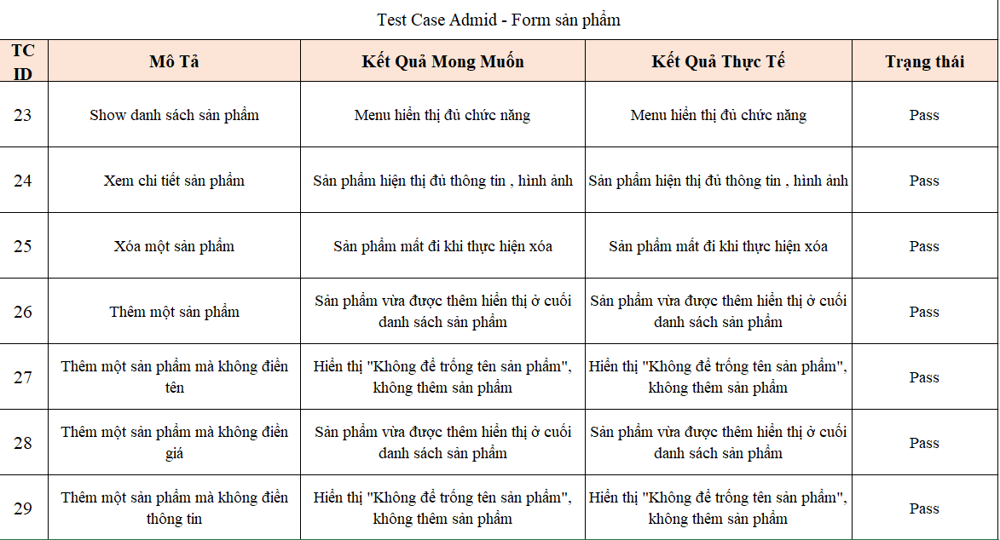 Test Case Admid - Form sản phẩm
TC
ID
Mô Tả
Kết Quả Mong Muốn
Kết Quả Thực Tế
Trạng thái
23
Show danh sách sản phẩm
Menu hiển thị đủ chức năng
Menu hiển thị đủ chức năng
Pass
24
Xem chi tiết sản phẩm
Sản phẩm hiện thị đủ thông tin , hình ảnh
Sản phẩm hiện thị đủ thông tin , hình ảnh
Pass
25
Xóa một sản phẩm
Sản phẩm mất đi khi thực hiện xóa
Sản phẩm mất đi khi thực hiện xóa
Pass
26
Thêm một sản phẩm
Sản phẩm vừa được thêm hiển thị ở cuối
danh sách sản phẩm
Sản phẩm vừa được thêm hiển thị ở cuối
danh sách sản phẩm
Pass
27
Thêm một sản phẩm mà không điền
tên
Hiển thị "Không để trống tên sản phẩm",
không thêm sản phẩm
Hiển thị "Không để trống tên sản phẩm",
không thêm sản phẩm
Pass
28
Thêm một sản phẩm mà không điền
giá
Sản phẩm vừa được thêm hiển thị ở cuối
danh sách sản phẩm
Sản phẩm vừa được thêm hiển thị ở cuối
danh sách sản phẩm
Pass
29
Thêm một sản phẩm mà không điền
thông tin
Hiển thị "Không để trống tên sản phẩm",
không thêm sản phẩm
Hiển thị "Không để trống tên sản phẩm",
không thêm sản phẩm
Pass